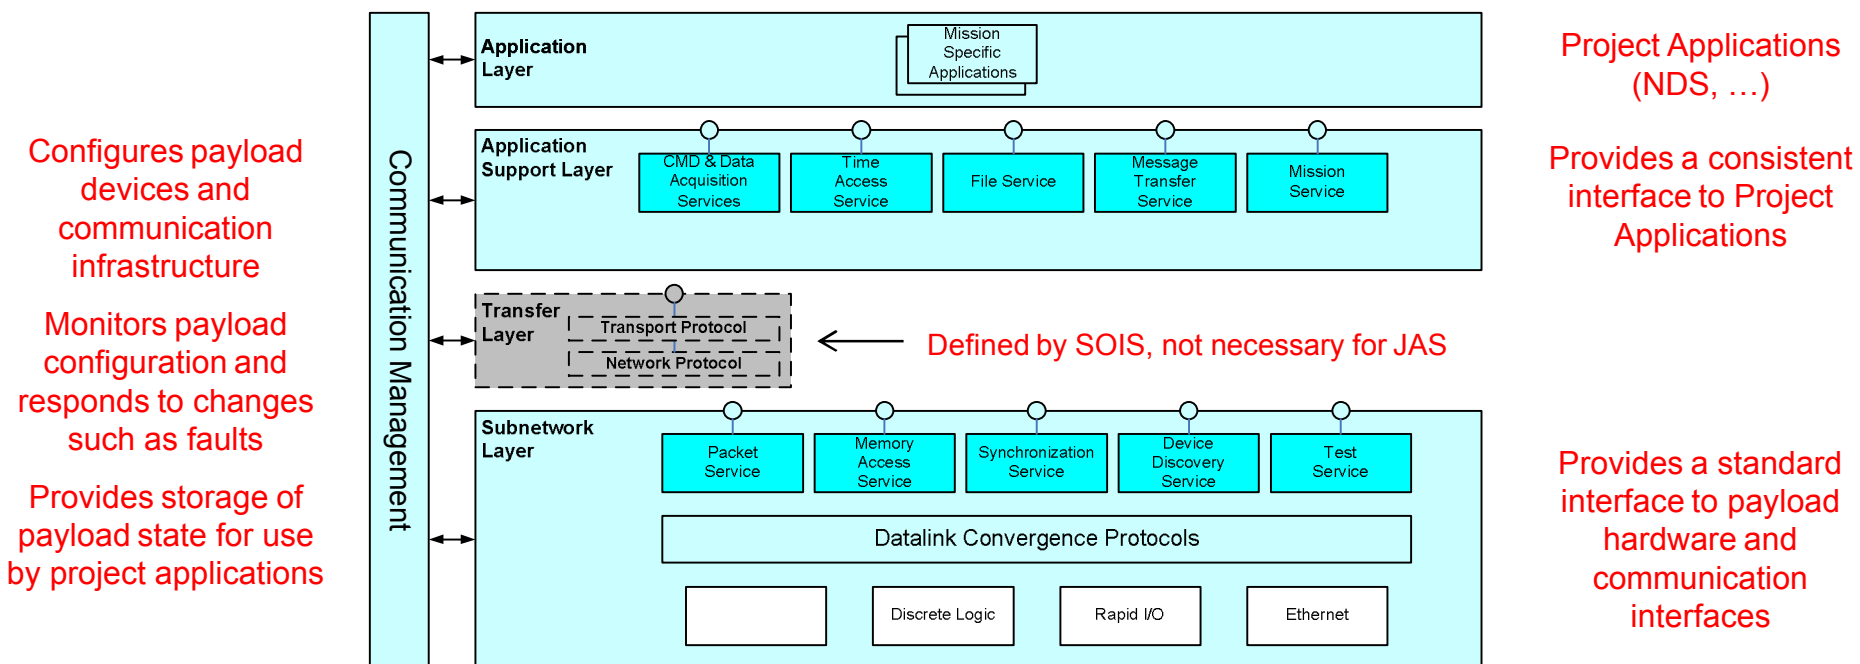 Configures payload
devices and
communication
infrastructure
Monitors payload
configuration and
responds to changes
such as faults
Provides storage of
payload state for use
by project applications
Communication Management
Application
Layer
Mission
Specific
Applications
Project Applications
(NDS, …)
Application
Support Layer
CMD & Data
Acquisition
Services
Time
Access
Service
File Service
Message
Transfer
Service
Mission
Service
Provides a consistent
interface to Project
Applications
Transfer
Layer
Transport Protocol
Network Protocol
Defined by SOIS, not necessary for JAS
Subnetwork
Layer
Packet
Service
Memory
Access
Service
Synchronization
Service
Device
Discovery
Service
Test
Service
Datalink Convergence Protocols
Discrete Logic
Rapid I/O
Ethernet
Provides a standard
interface to payload
hardware and
communication
interfaces